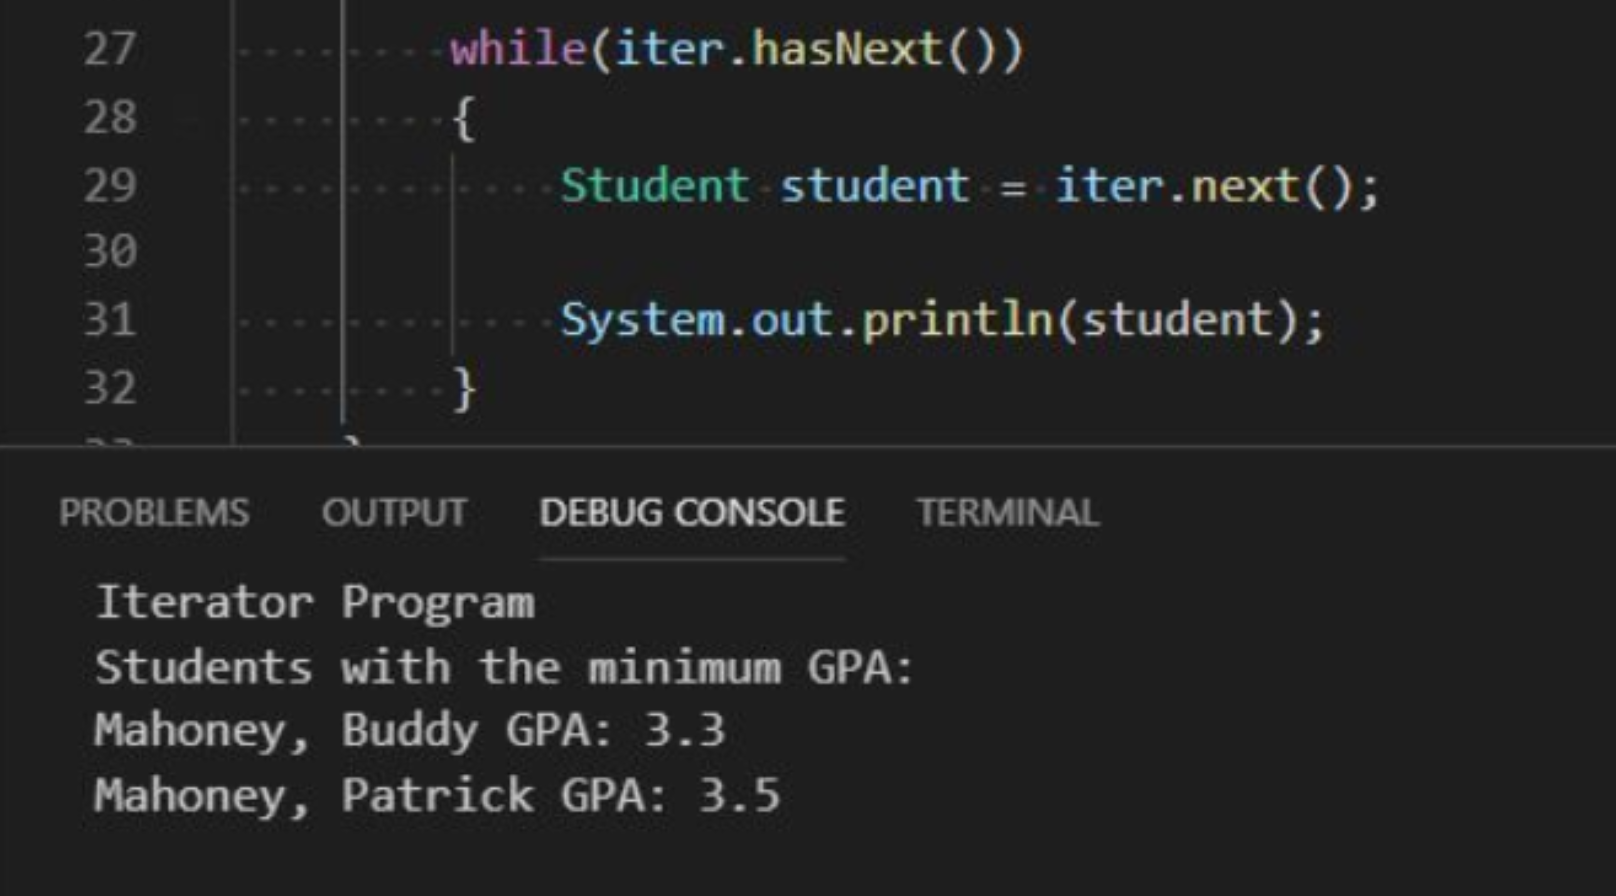 27 while(iter.hasNext())
28 {
29 Student student = iter.next();
30
31 System.out.println(student);
32 }
PROBLEMS OUTPUT DEBUG CONSOLE TERMINAL
Iterator Program
Students with the minimum GPA:
Mahoney, Buddy GPA: 3.3
Mahoney, Patrick GPA: 3.5